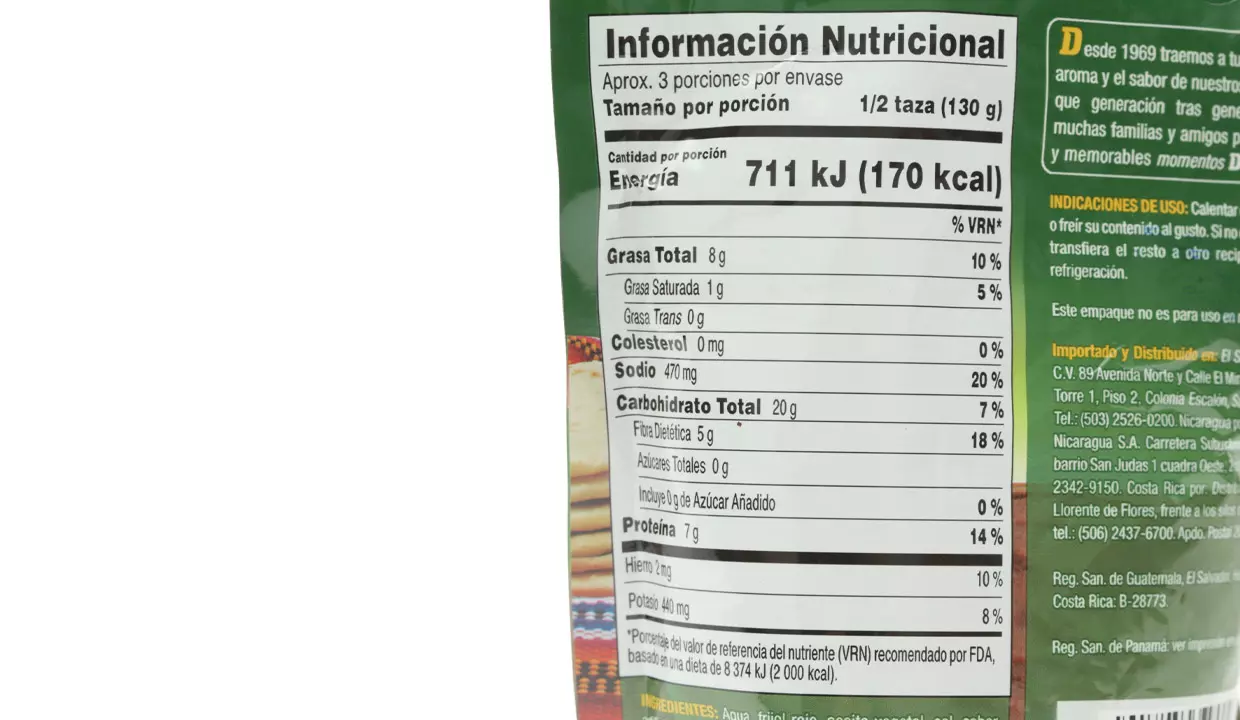 Información Nutricional
Aprox. 3 porciones por envase
Tamaño por porción 1/2 taza (130 g)
Cantidad por porción
Energía 711 kJ (170 kcal)
% VRN*
Grasa Total 8 g 10 %
Grasa Saturada 1 g 5 %
Grasa Trans 0 g
Colesterol 0 mg 0 %
Sodio 470 mg 20 %
Carbohidrato Total 20 g 7 %
Fibra Dietética 5 g 18 %
Azúcares Totales 0 g
Incluye 0 g de Azúcar Añadido 0 %
Proteína 7 g 14 %
Hierro 2 mg 10 %
Potasio 440 mg 8 %
*Porcentaje del valor de referencia del nutriente (VRN) recomendado por FDA,
basado en una dieta de 8 374 kJ (2 000 kcal).
INGREDIENTES: Agua, frijol rojo, aceite vegetal, sal,
Desde 1969 traemos a tu
aroma y el sabor de nuestros
que generación tras
muchas familias y amigos
y memorables momentos
INDICACIONES DE USO: Calentar
o freír su contenido al gusto. Si no
transfiera el resto a otro
refrigeración.
Este empaque no es para uso en
Importado y Distribuido en: El
C.V. 89 Avenida Norte y Calle El
Torre 1, Piso 2, Colonia Escalón,
Tel.: (503) 2526-0200. Nicaragua
Nicaragua S.A. Carretera
barrio San Judas 1 cuadra Oeste.
2342-9150. Costa Rica por:
Llorente de Flores, frente a los silos
tel.: (506) 2437-6700. Apdo. Postal
Reg. San. de Guatemala, El Salvador,
Costa Rica: B-28773.
Reg. San. de Panamá: ver impresión en